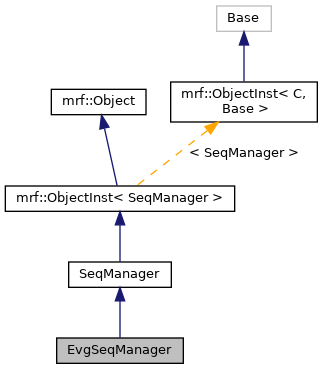 Base
mrf::ObjectInst< C,
Base >
mrf::Object
< SeqManager >
mrf::ObjectInst< SeqManager >
SeqManager
EvgSeqManager